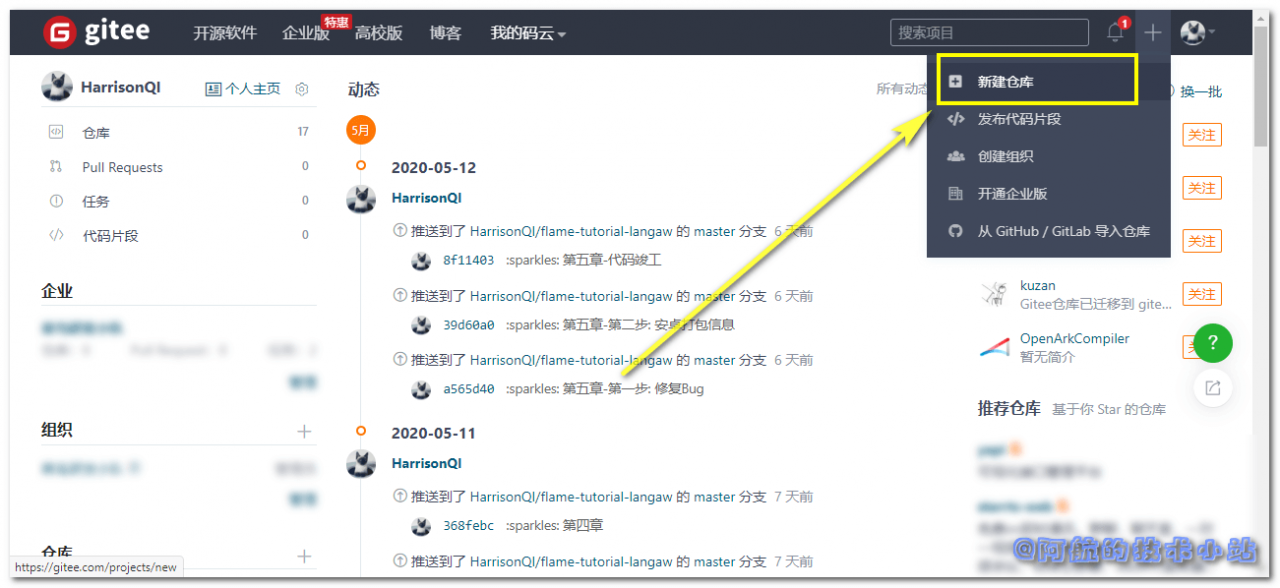 gitee 开源软件 企业版 特惠 高校版 博客 我的码云 搜索项目 1
HarrisonQI 个人主页
仓库 17
Pull Requests 0
任务 0
代码片段 0
企业
组织
仓库
动态
所有动态
5月
2020-05-12
HarrisonQI
推送到了 HarrisonQI/flame-tutorial-langaw 的 master 分支 6 天前
8f11403 :sparkles: 第五章-代码竣工
推送到了 HarrisonQI/flame-tutorial-langaw 的 master 分支 6 天前
39d60a0 :sparkles: 第五章-第二步: 安卓打包信息
推送到了 HarrisonQI/flame-tutorial-langaw 的 master 分支 6 天前
a565d40 :sparkles: 第五章-第一步: 修复Bug
2020-05-11
HarrisonQI
推送到了 HarrisonQI/flame-tutorial-langaw 的 master 分支 7 天前
368febc :sparkles: 第四章
推送到了 HarrisonQI/flame-tutorial-langaw 的 master 分支 7 天前
新建仓库
发布代码片段
创建组织
开通企业版
从 GitHub / GitLab 导入仓库
换一批
关注
关注
关注
kuzan 关注
Gitee仓库已迁移到 gite...
OpenArkCompiler
暂无简介
?
推荐仓库 基于你 Star 的仓库
@阿航的技术小站
https://gitee.com/projects/new